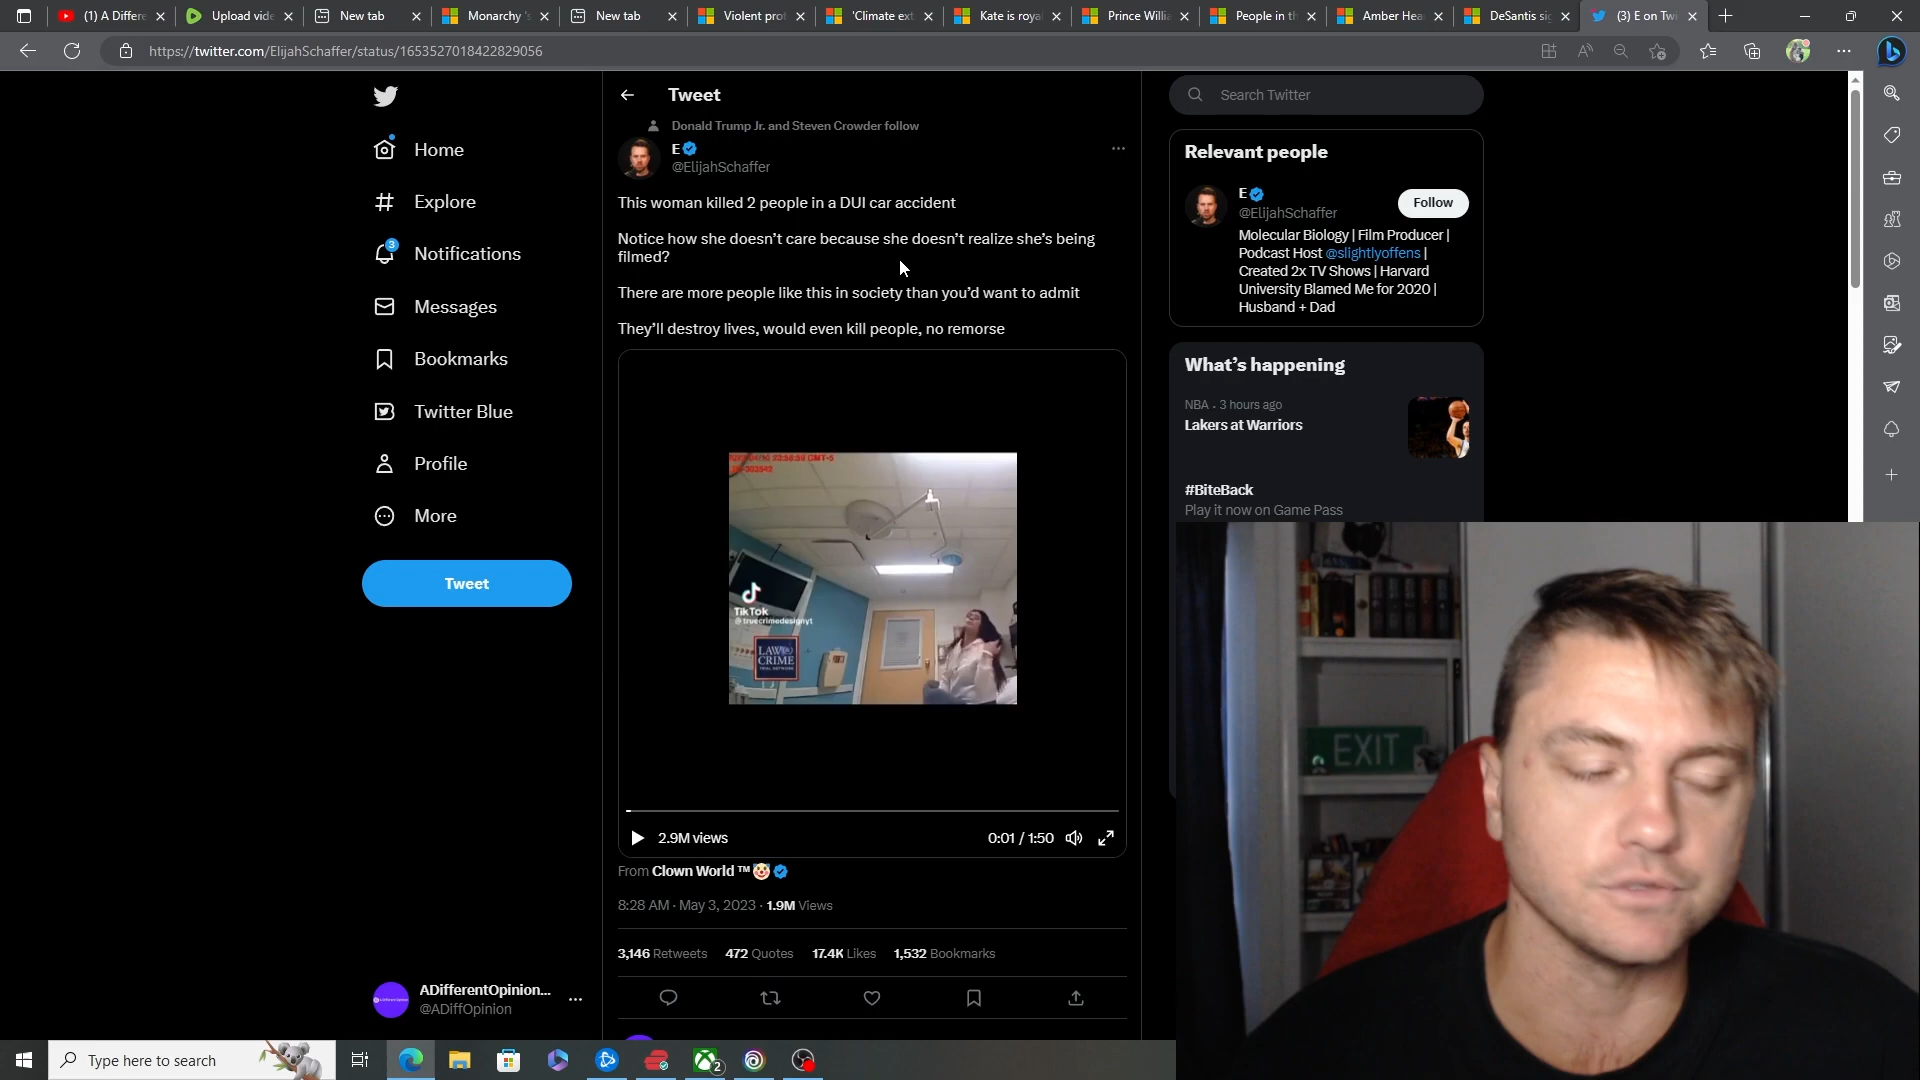 (1) A Differe
Upload vide
New tab
Monarchy 's
New tab
Violent prot
'Climate ext
Kate is royal
Prince Willia
People in th
Amber Hear
DeSantis sig
(3) E on Twi
https://twitter.com/ElijahSchaffer/status/1653527018422829056
Home
Explore
3
Notifications
Messages
Bookmarks
Twitter Blue
Profile
More
Tweet
ADifferentOpinion...
@ADiffOpinion
Tweet
Donald Trump Jr. and Steven Crowder follow
E
@ElijahSchaffer
This woman killed 2 people in a DUI car accident
Notice how she doesn’t care because she doesn’t realize she’s being
filmed?
There are more people like this in society than you’d want to admit
They’ll destroy lives, would even kill people, no remorse
TikTok
@truecrimedesignyt
LAW &
CRIME
TRIAL NETWORK
2.9M views
0:01 / 1:50
From Clown World ™🤡
8:28 AM · May 3, 2023 · 1.9M Views
3,146 Retweets 472 Quotes 17.4K Likes 1,532 Bookmarks
Search Twitter
Relevant people
E
@ElijahSchaffer
Follow
Molecular Biology | Film Producer |
Podcast Host @slightlyoffens |
Created 2x TV Shows | Harvard
University Blamed Me for 2020 |
Husband + Dad
What’s happening
NBA · 3 hours ago
Lakers at Warriors
#BiteBack
Play it now on Game Pass
EXIT
Type here to search
2